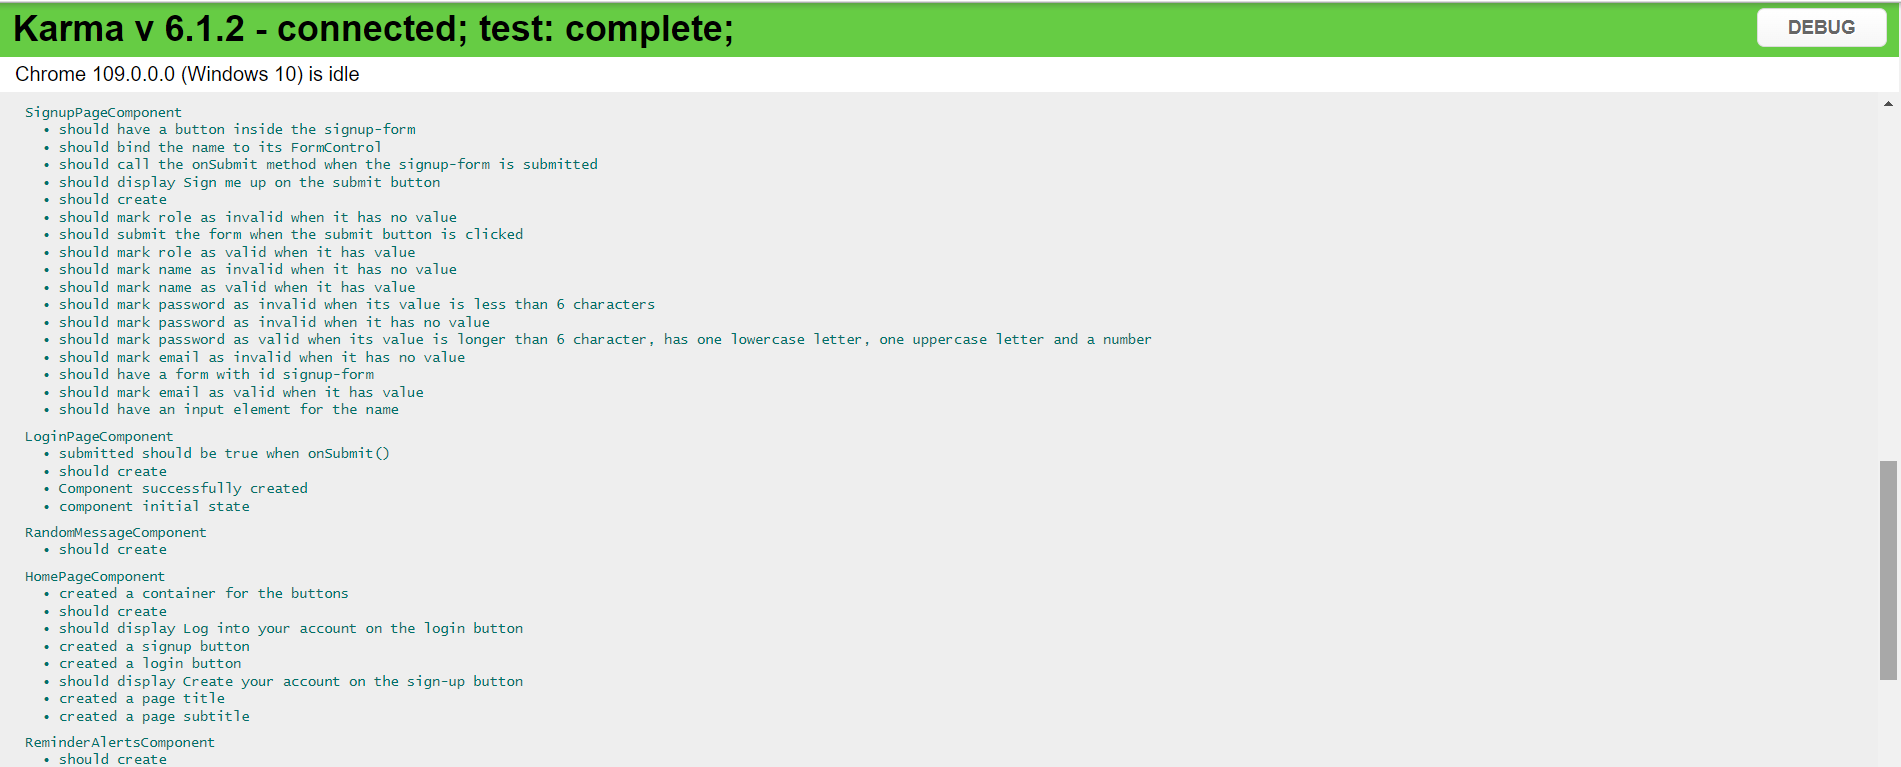 Karma v 6.1.2 - connected; test: complete;
DEBUG
Chrome 109.0.0.0 (Windows 10) is idle
SignupPageComponent
• should have a button inside the signup-form
• should bind the name to its FormControl
• should call the onSubmit method when the signup-form is submitted
• should display Sign me up on the submit button
• should create
• should mark role as invalid when it has no value
• should submit the form when the submit button is clicked
• should mark role as valid when it has value
• should mark name as invalid when it has no value
• should mark name as valid when it has value
• should mark password as invalid when its value is less than 6 characters
• should mark password as invalid when it has no value
• should mark password as valid when its value is longer than 6 character, has one lowercase letter, one uppercase letter and a number
• should mark email as invalid when it has no value
• should have a form with id signup-form
• should mark email as valid when it has value
• should have an input element for the name
LoginPageComponent
• submitted should be true when onSubmit()
• should create
• Component successfully created
• component initial state
RandomMessageComponent
• should create
HomePageComponent
• created a container for the buttons
• should create
• should display Log into your account on the login button
• created a signup button
• created a login button
• should display Create your account on the sign-up button
• created a page title
• created a page subtitle
ReminderAlertsComponent
• should create